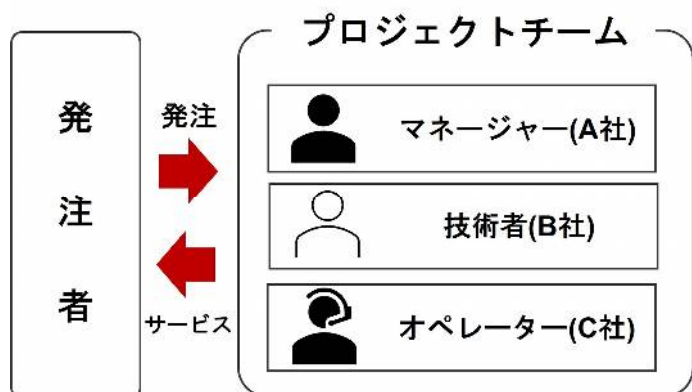 プロジェクトチーム
発注者
発注
サービス
マネージャー(A社)
技術者(B社)
オペレーター(C社)